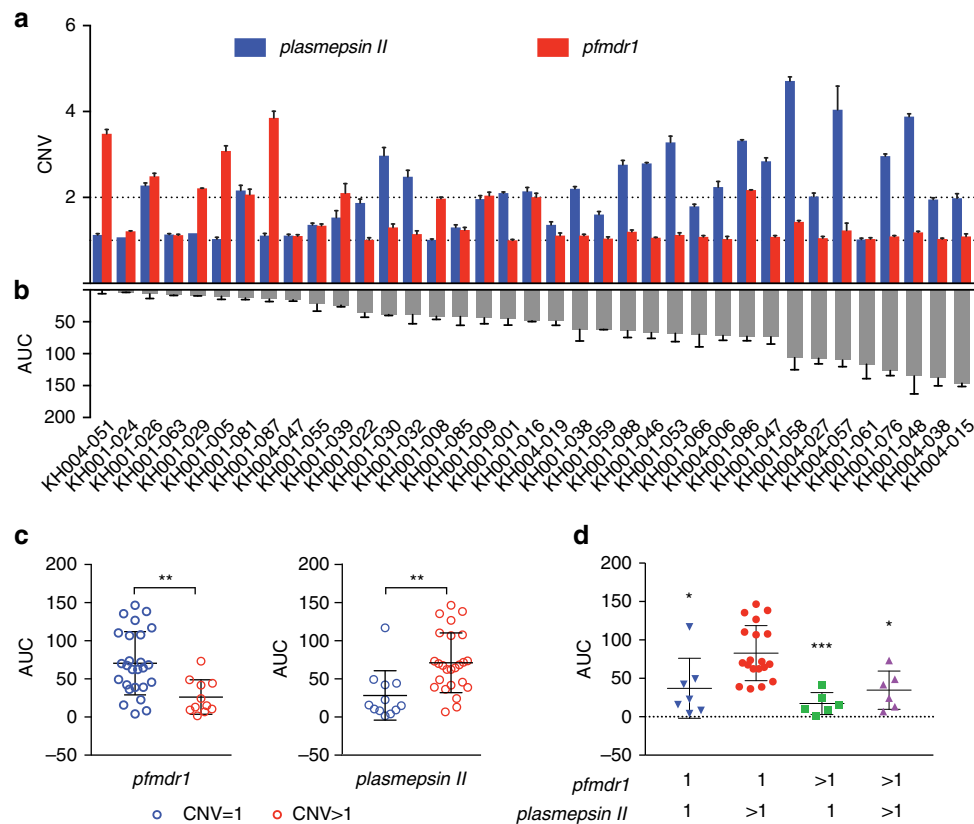 a
plasmepsin II
pfmdr1
CNV
6
4
2
0
b
AUC
50
100
150
200
KH004-051
KH001-024
KH001-026
KH001-063
KH001-029
KH001-005
KH001-081
KH001-087
KH004-047
KH001-055
KH001-039
KH001-022
KH001-030
KH001-032
KH001-008
KH001-085
KH001-009
KH001-001
KH001-016
KH004-019
KH001-038
KH001-059
KH001-088
KH001-046
KH001-053
KH001-066
KH004-006
KH001-086
KH001-047
KH001-058
KH004-027
KH004-057
KH001-061
KH001-076
KH001-048
KH004-038
KH004-015
c
AUC
200
150
100
50
0
–50
**
pfmdr1
AUC
200
150
100
50
0
–50
**
plasmepsin II
CNV=1
CNV>1
d
AUC
200
150
100
50
0
–50
*
***
*
pfmdr1 1 1 >1 >1
plasmepsin II 1 >1 1 >1